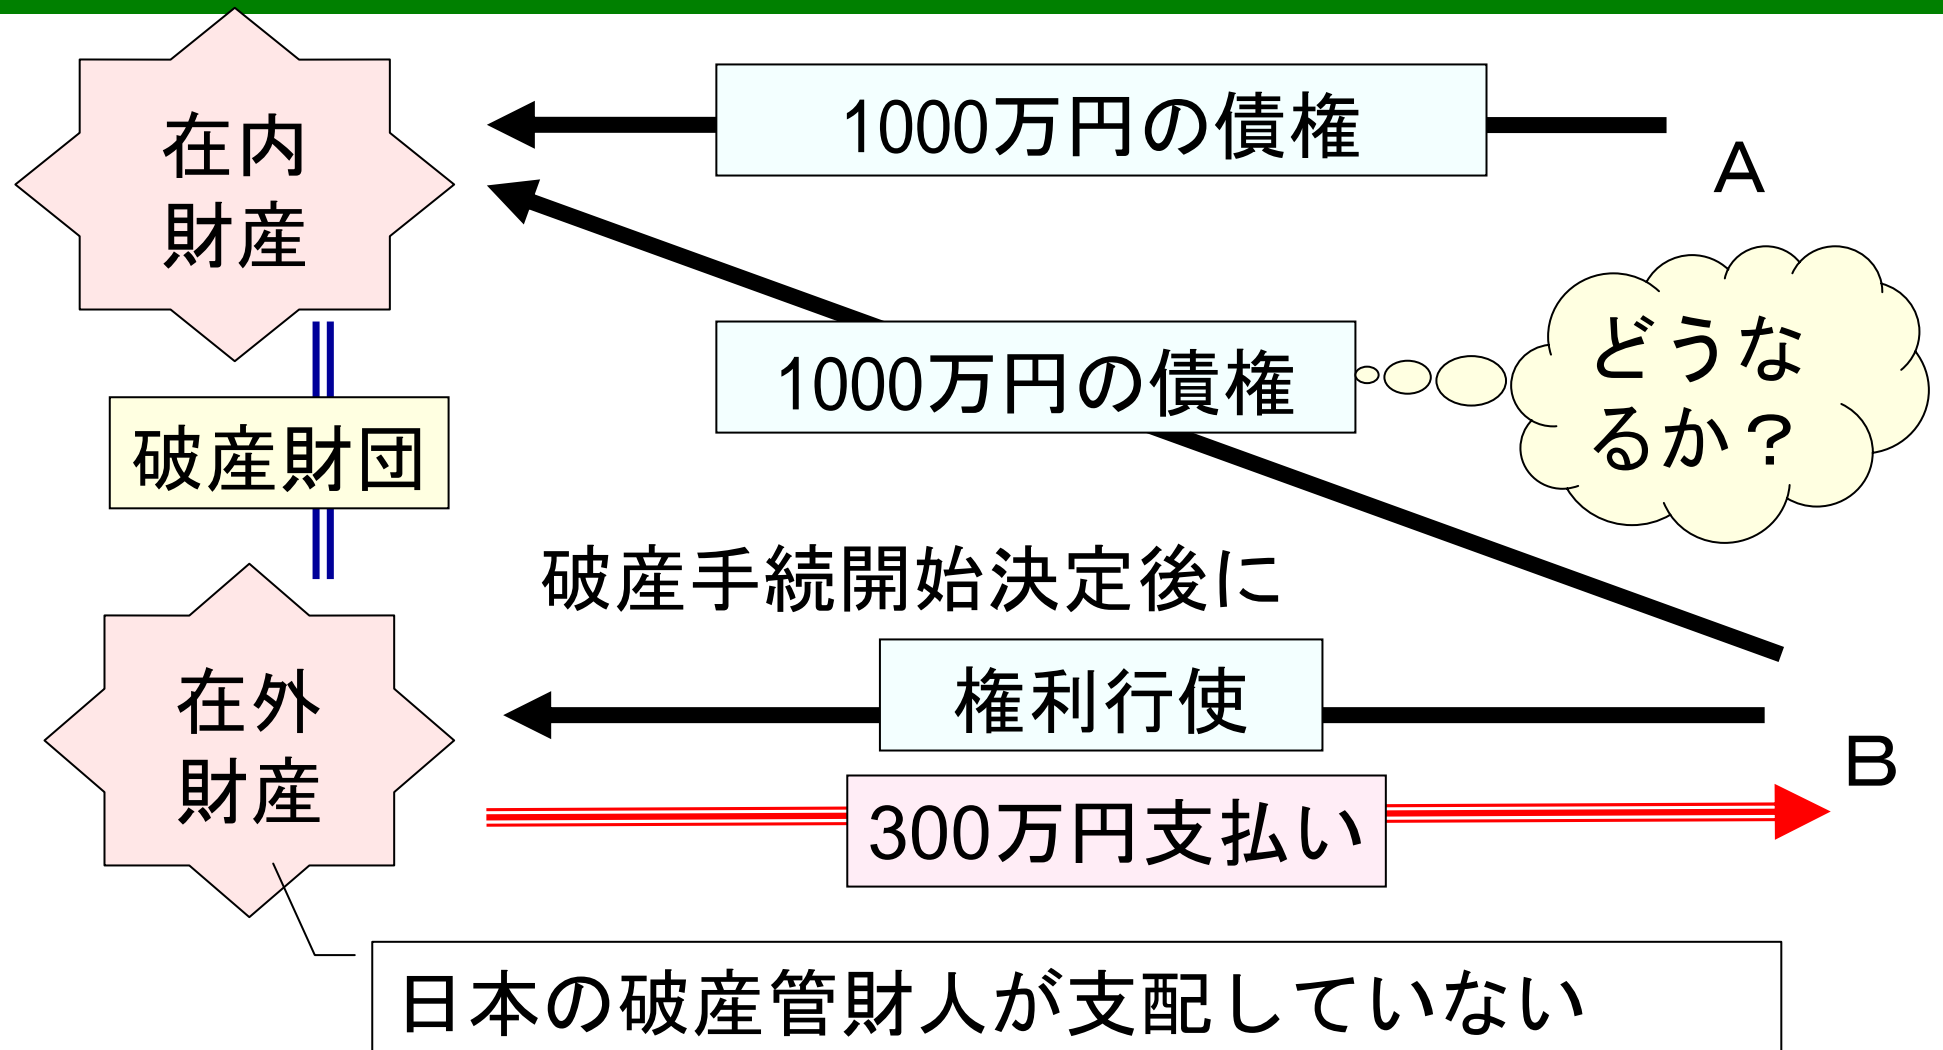 在内
財産
1000万円の債権
A
1000万円の債権
どうな
るか？
破産財団
破産手続開始決定後に
在外
財産
権利行使
B
300万円支払い
日本の破産管財人が支配していない